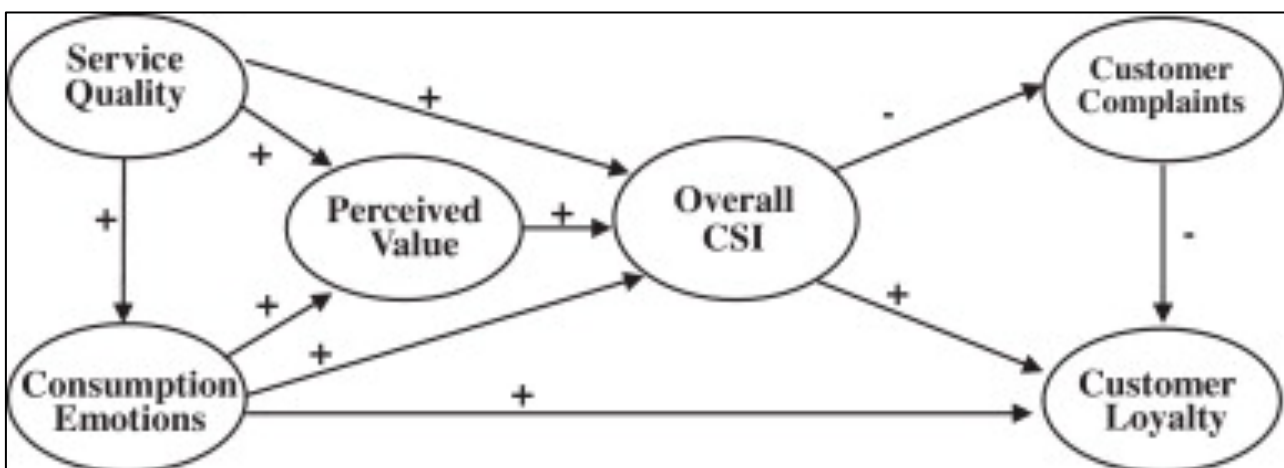 Service
Quality
+
+
+
Perceived
Value
+
Overall
CSI
-
Customer
Complaints
-
+
+
+
+
Consumption
Emotions
Customer
Loyalty